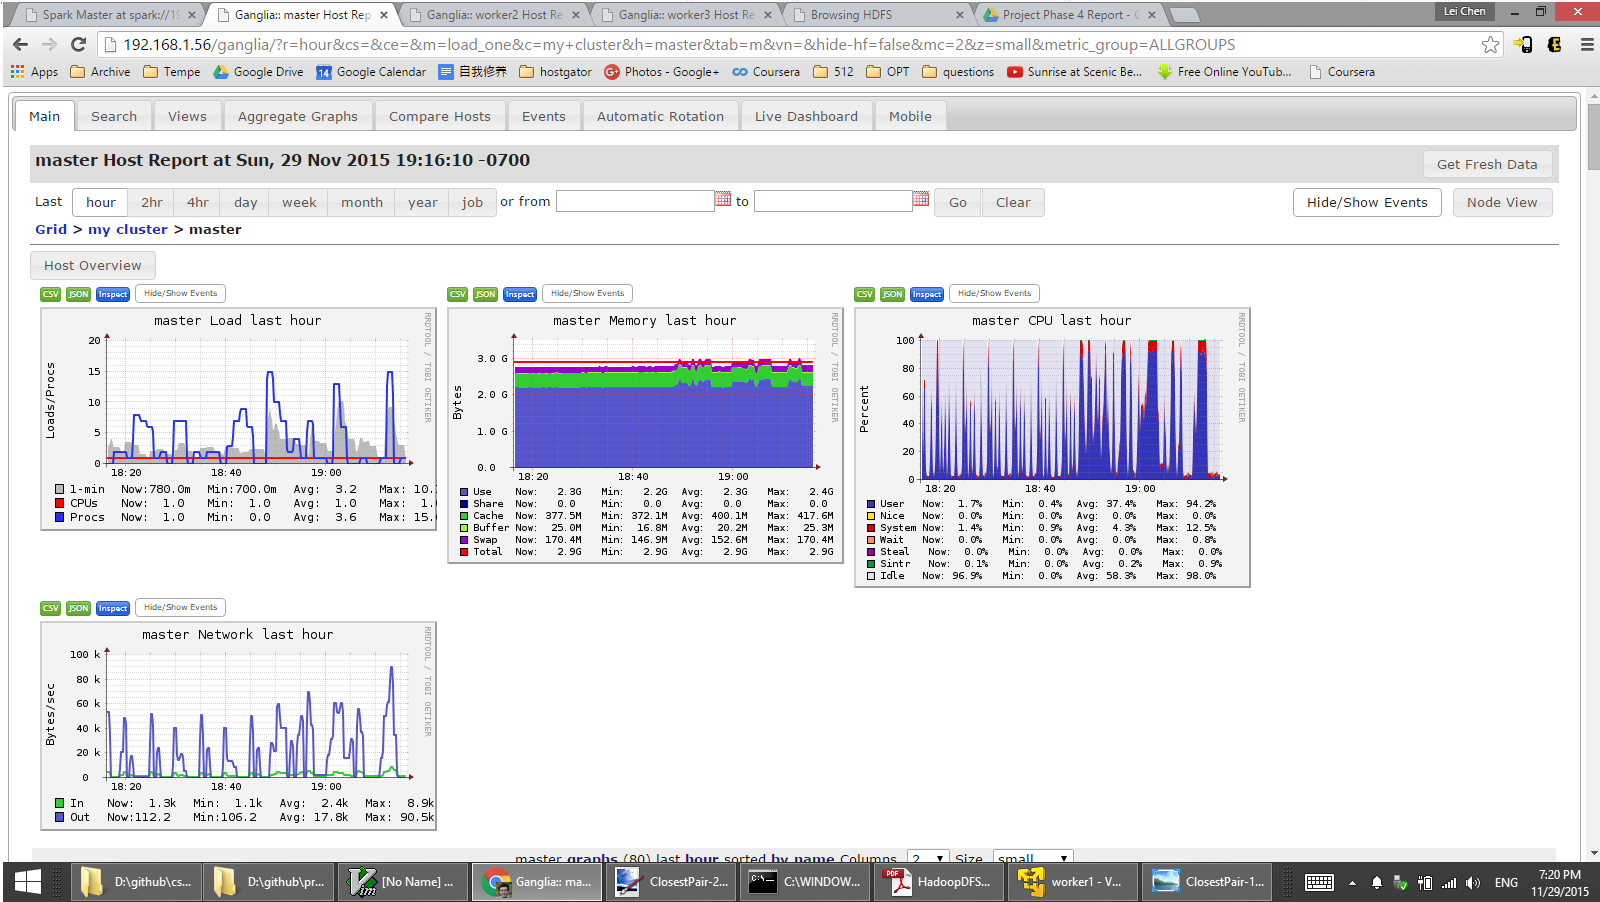 Spark Master at spark://19
Ganglia:: master Host Rep
Ganglia:: worker2 Host Re
Ganglia:: worker3 Host Re
Browsing HDFS
Project Phase 4 Report - G
Lei Chen
192.168.1.56/ganglia/?r=hour&cs=&ce=&m=load_one&c=my+cluster&h=master&tab=m&vn=&hide-hf=false&mc=2&z=small&metric_group=ALLGROUPS
Apps Archive Tempe Google Drive 14 Google Calendar 自我修养 hostgator Photos - Google+ Coursera 512 OPT questions Sunrise at Scenic Be... Free Online YouTub... Coursera
Main Search Views Aggregate Graphs Compare Hosts Events Automatic Rotation Live Dashboard Mobile
master Host Report at Sun, 29 Nov 2015 19:16:10 -0700
Get Fresh Data
Last hour 2hr 4hr day week month year job or from to Go Clear Hide/Show Events Node View
Grid > my cluster > master
Host Overview
CSV JSON Inspect Hide/Show Events
master Load last hour
RRDTOOL / TOBI OETIKER
Loads/Procs
20
15
10
5
0
18:20 18:40 19:00
1-min Now:780.0m Min:700.0m Avg: 3.2 Max: 10.
CPUs Now: 1.0 Min: 1.0 Avg: 1.0 Max: 1.
Procs Now: 1.0 Min: 0.0 Avg: 3.6 Max: 15.
CSV JSON Inspect Hide/Show Events
master Memory last hour
RRDTOOL / TOBI OETIKER
Bytes
3.0 G
2.0 G
1.0 G
0.0
18:20 18:40 19:00
Use Now: 2.3G Min: 2.2G Avg: 2.3G Max: 2.4G
Share Now: 0.0 Min: 0.0 Avg: 0.0 Max: 0.0
Cache Now: 377.5M Min: 372.1M Avg: 400.1M Max: 417.6M
Buffer Now: 25.0M Min: 16.8M Avg: 20.2M Max: 25.3M
Swap Now: 170.4M Min: 146.9M Avg: 152.6M Max: 170.4M
Total Now: 2.9G Min: 2.9G Avg: 2.9G Max: 2.9G
CSV JSON Inspect Hide/Show Events
master CPU last hour
RRDTOOL / TOBI OETIKER
Percent
100
80
60
40
20
0
18:20 18:40 19:00
User Now: 1.7% Min: 0.4% Avg: 37.4% Max: 94.2%
Nice Now: 0.0% Min: 0.0% Avg: 0.0% Max: 0.0%
System Now: 1.4% Min: 0.9% Avg: 4.3% Max: 12.5%
Wait Now: 0.0% Min: 0.0% Avg: 0.0% Max: 0.8%
Steal Now: 0.0% Min: 0.0% Avg: 0.0% Max: 0.0%
Sintr Now: 0.1% Min: 0.0% Avg: 0.2% Max: 0.9%
Idle Now: 96.9% Min: 0.0% Avg: 58.3% Max: 98.0%
CSV JSON Inspect Hide/Show Events
master Network last hour
RRDTOOL / TOBI OETIKER
Bytes/sec
100 k
80 k
60 k
40 k
20 k
0
18:20 18:40 19:00
In Now: 1.3k Min: 1.1k Avg: 2.4k Max: 8.9k
Out Now:112.2 Min:106.2 Avg: 17.8k Max: 90.5k
master graphs (80) last hour sorted by name Columns 2 Size small
D:\github\cs... D:\github\pr... [No Name] ... Ganglia:: ma... ClosestPair-2... C:\WINDOW... HadoopDFS... worker1 - V... ClosestPair-1... ENG 7:20 PM
11/29/2015